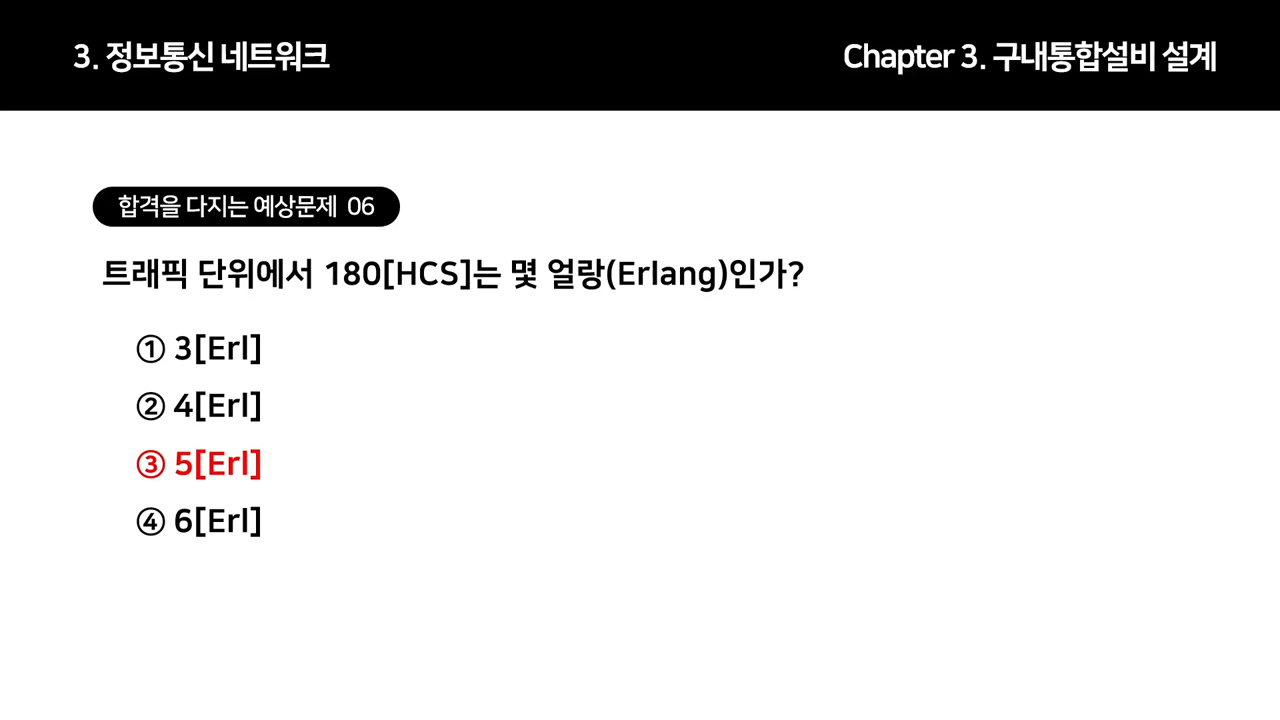 3. 정보통신 네트워크
Chapter 3. 구내통합설비 설계
합격을 다지는 예상문제 06
트래픽 단위에서 180[HCS]는 몇 얼랑(Erlang)인가?
① 3[Erl]
② 4[Erl]
③ 5[Erl]
④ 6[Erl]